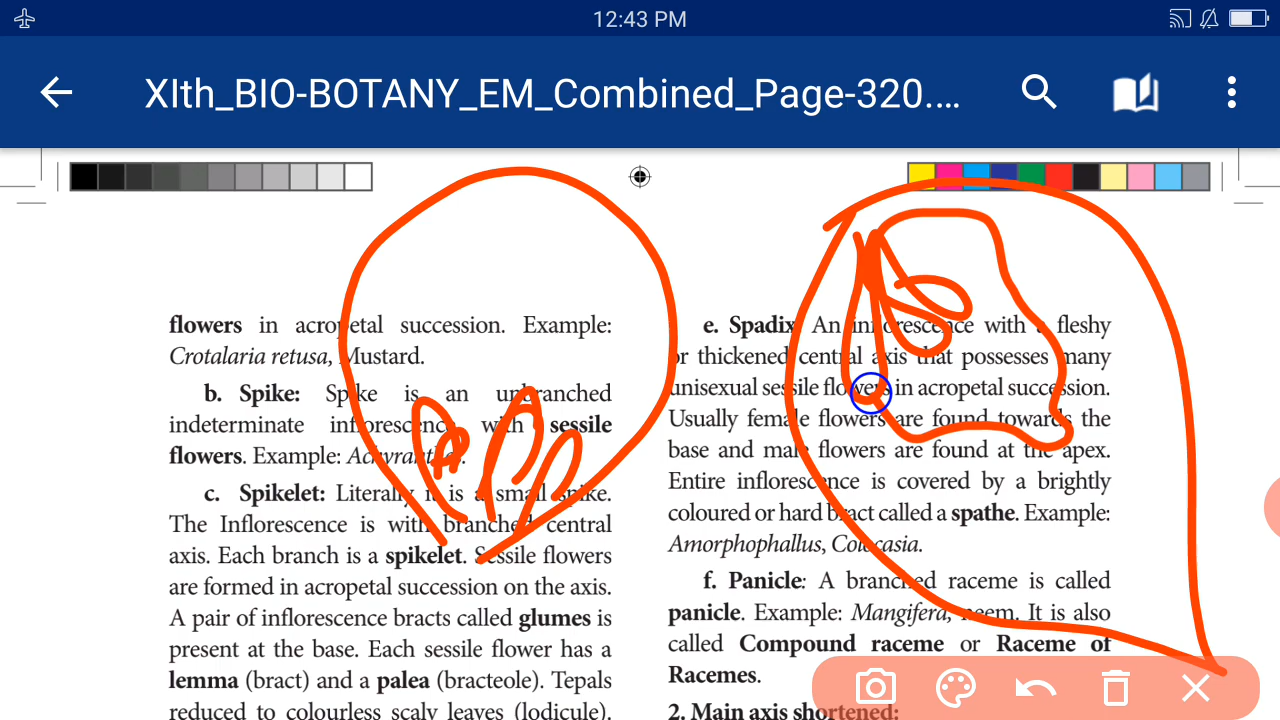 12:43 PM
XIth_BIO-BOTANY_EM_Combined_Page-320....
flowers in acropetal succession. Example:
Crotalaria retusa, Mustard.
b. Spike: Spike is an unbranched
indeterminate inflorescence with sessile
flowers. Example: Achyranthes.
c. Spikelet: Literally it is a small spike.
The Inflorescence is with branched central
axis. Each branch is a spikelet. Sessile flowers
are formed in acropetal succession on the axis.
A pair of inflorescence bracts called glumes is
present at the base. Each sessile flower has a
lemma (bract) and a palea (bracteole). Tepals
reduced to colourless scaly leaves (lodicule).
e. Spadix: An inflorescence with a fleshy
or thickened central axis that possesses many
unisexual sessile flowers in acropetal succession.
Usually female flowers are found towards the
base and male flowers are found at the apex.
Entire inflorescence is covered by a brightly
coloured or hard bract called a spathe. Example:
Amorphophallus, Colocasia.
f. Panicle: A branched raceme is called
panicle. Example: Mangifera, neem. It is also
called Compound raceme or Raceme of
Racemes.
2. Main axis shortened: